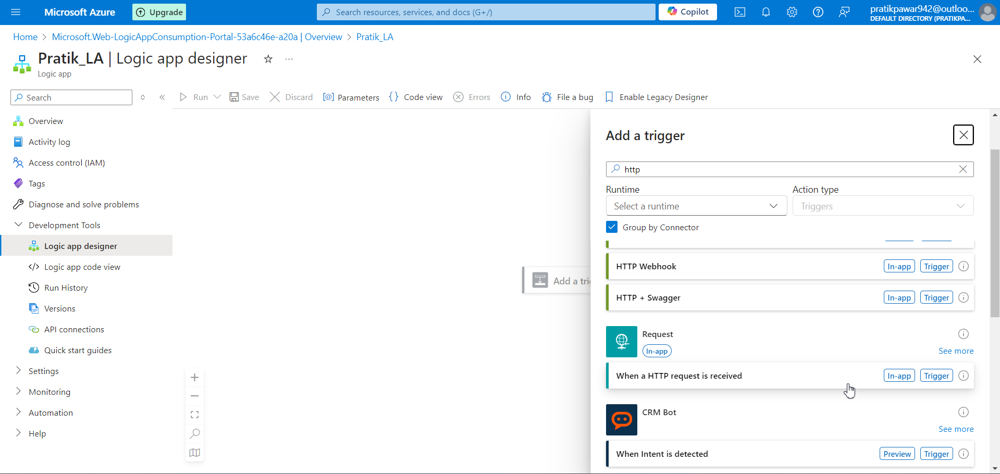 Microsoft Azure
Upgrade
Search resources, services, and docs (G+/)
Copilot
pratikpawar942@outloo...
DEFAULT DIRECTORY (PRATIKPA...
Home > Microsoft.Web-LogicAppConsumption-Portal-53a6c46e-a20a | Overview > Pratik_LA
Pratik_LA | Logic app designer
Logic app
Search
Run
Save
Discard
Parameters
Code view
Errors
Info
File a bug
Enable Legacy Designer
Overview
Activity log
Access control (IAM)
Tags
Diagnose and solve problems
Development Tools
Logic app designer
Logic app code view
Run History
Versions
API connections
Quick start guides
Settings
Monitoring
Automation
Help
Add a tri
Add a trigger
http
Runtime
Action type
Select a runtime
Triggers
Group by Connector
HTTP Webhook
In-app
Trigger
HTTP + Swagger
In-app
Trigger
Request
In-app
See more
When a HTTP request is received
In-app
Trigger
CRM Bot
See more
When Intent is detected
Preview
Trigger